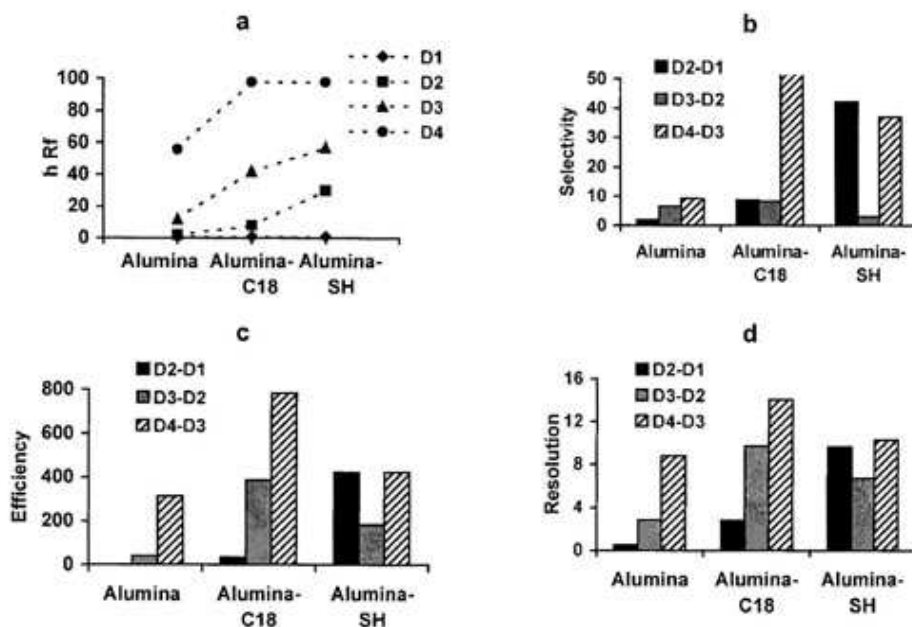 a
D1
D2
D3
D4
100
80
60
40
20
0
h Rf
Alumina Alumina- Alumina-
C18 SH
b
D2-D1
D3-D2
D4-D3
50
40
30
20
10
0
Selectivity
Alumina Alumina- Alumina-
C18 SH
c
D2-D1
D3-D2
D4-D3
800
600
400
200
0
Efficiency
Alumina Alumina- Alumina-
C18 SH
d
D2-D1
D3-D2
D4-D3
16
12
8
4
0
Resolution
Alumina Alumina- Alumina-
C18 SH